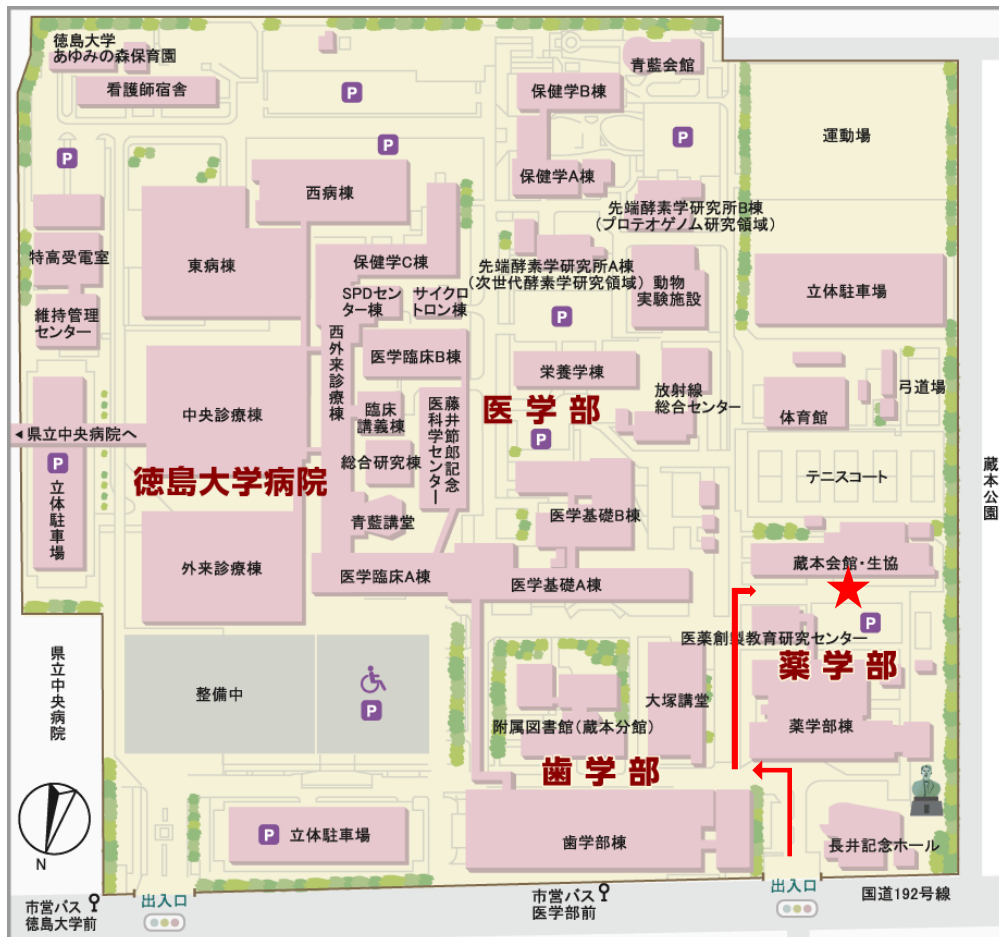 徳島大学
あゆみの森保育園
看護師宿舎
P
P
P
青藍会館
保健学B棟
P
運動場
西病棟
保健学A棟
先端酵素学研究所B棟
(プロテオゲノム研究領域)
特高受電室
東病棟
保健学C棟
先端酵素学研究所A棟
(次世代酵素学研究領域)
動物
実験施設
立体駐車場
維持管理
センター
SPDセン
ター棟
サイクロ
トロン棟
P
西外来診療棟
医学臨床B棟
栄養学棟
放射線
総合センター
体育館
弓道場
中央診療棟
臨床
講義棟
藤井節郎記念
医科学センター
医学部
P
◀県立中央病院へ
P
立体駐車場
徳島大学病院
総合研究棟
テニスコート
蔵本公園
青藍講堂
医学基礎B棟
外来診療棟
医学臨床A棟
医学基礎A棟
蔵本会館・生協
P
医薬創製教育研究センター
薬学部
県立中央病院
整備中
P
附属図書館(蔵本分館)
大塚講堂
薬学部棟
歯学部
N
P
立体駐車場
歯学部棟
長井記念ホール
市営バス
徳島大学前
出入口
市営バス
医学部前
出入口
国道192号線